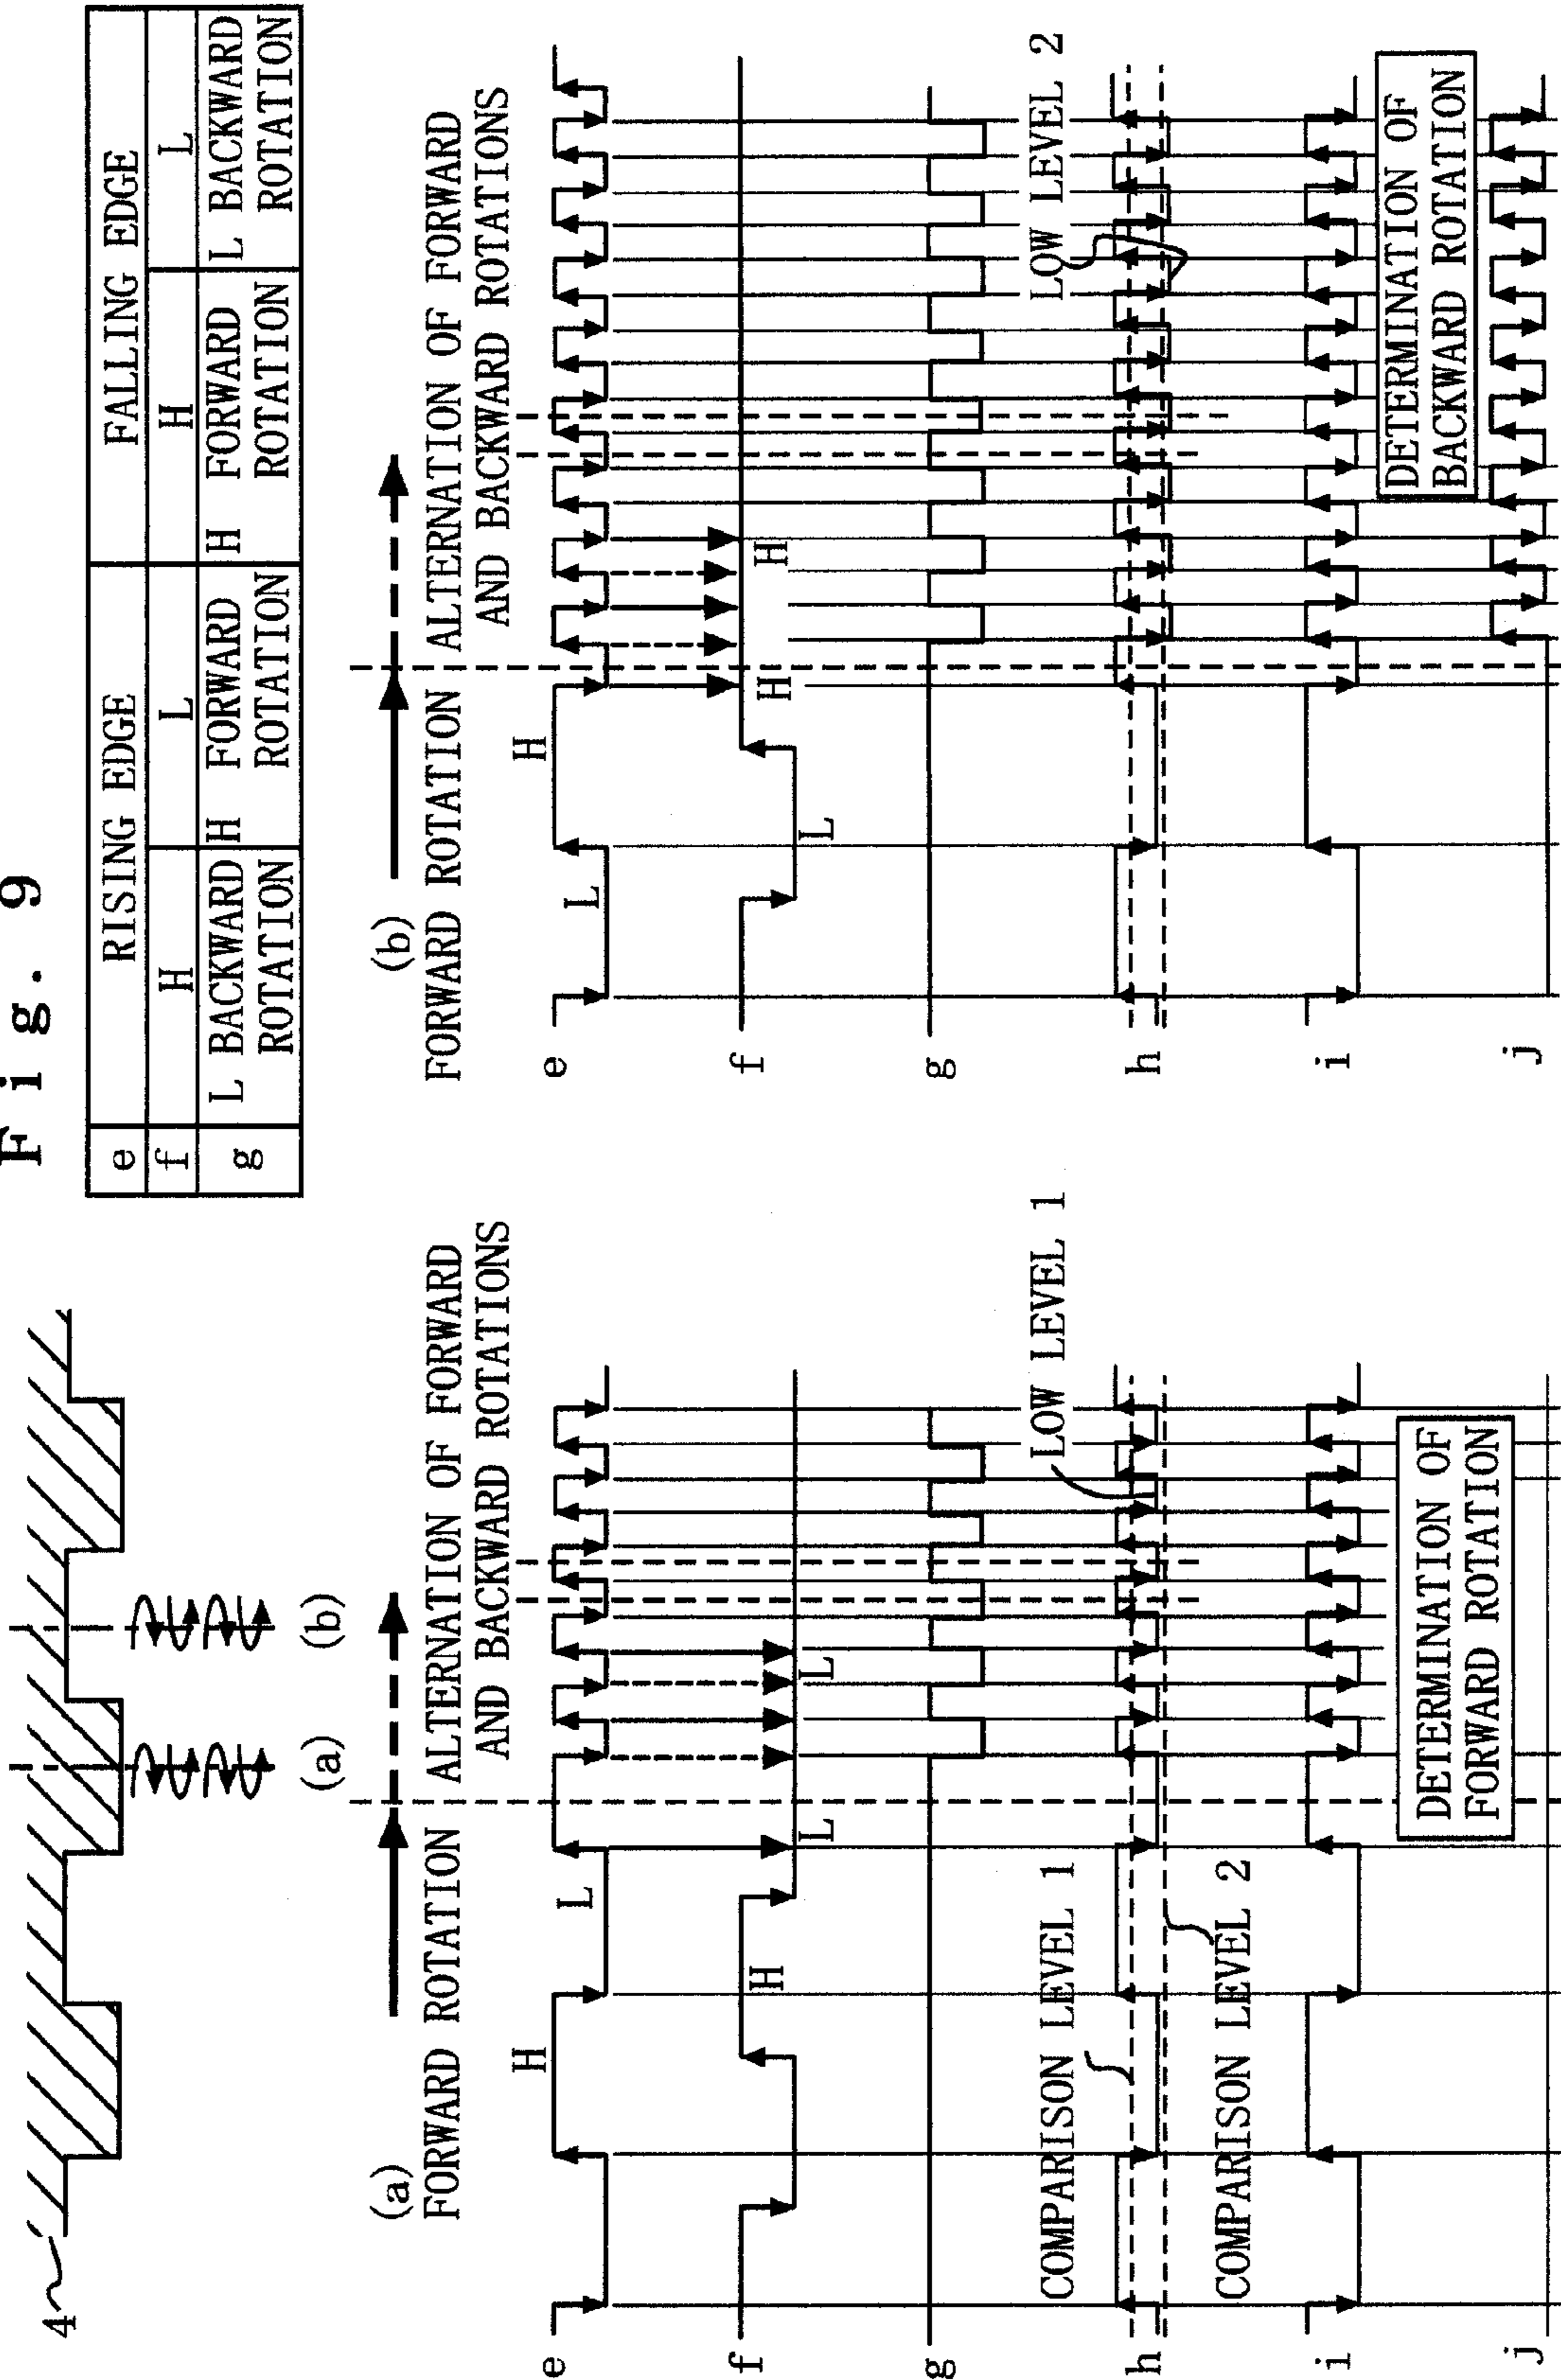 Fig. 9
4
(a)
(b)
e RISING EDGE FALLING EDGE
f H L H L
g L BACKWARD ROTATION H FORWARD ROTATION H FORWARD ROTATION L BACKWARD ROTATION
(a)
FORWARD ROTATION
ALTERNATION OF FORWARD
AND BACKWARD ROTATIONS
e
H
L
f
H
L
L
g
COMPARISON LEVEL 1
LOW LEVEL 1
h
COMPARISON LEVEL 2
i
DETERMINATION OF
FORWARD ROTATION
j
(b)
FORWARD ROTATION
ALTERNATION OF FORWARD
AND BACKWARD ROTATIONS
e
L
H
f
L
H
H
g
LOW LEVEL 2
h
i
DETERMINATION OF
BACKWARD ROTATION
j